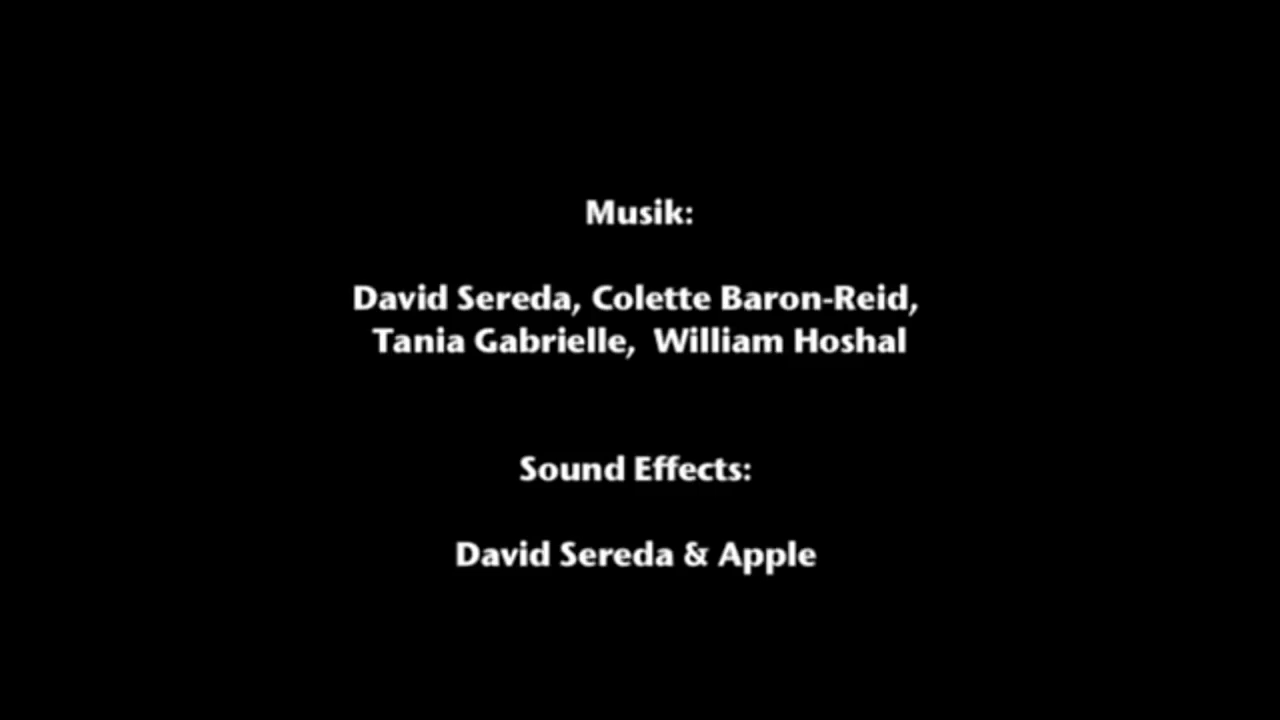 Musik:
David Sereda, Colette Baron-Reid,
Tania Gabrielle, William Hoshal
Sound Effects:
David Sereda & Apple